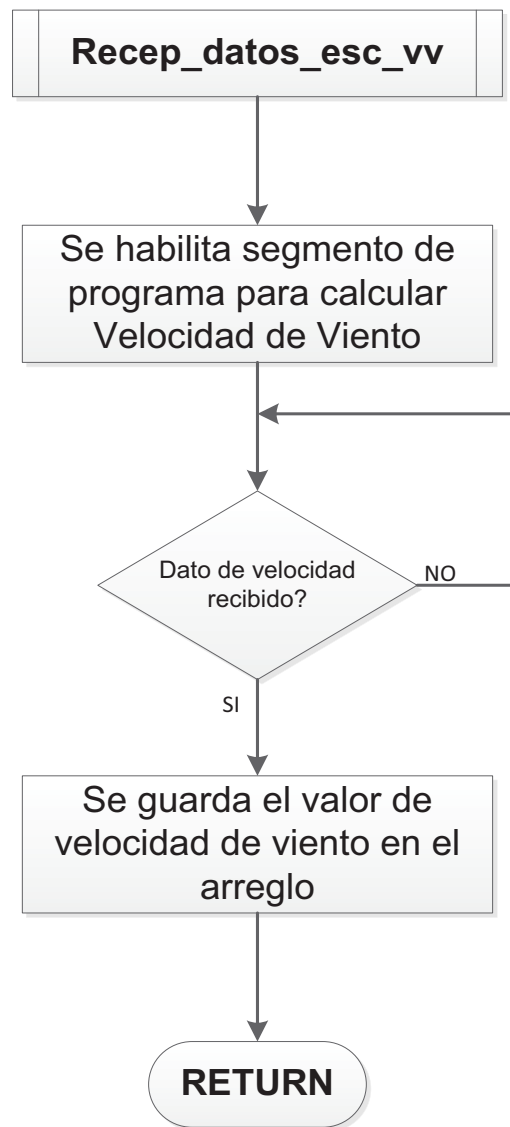 Recep_datos_esc_vv
Se habilita segmento de
programa para calcular
Velocidad de Viento
Dato de velocidad
recibido?
NO
SI
Se guarda el valor de
velocidad de viento en el
arreglo
RETURN